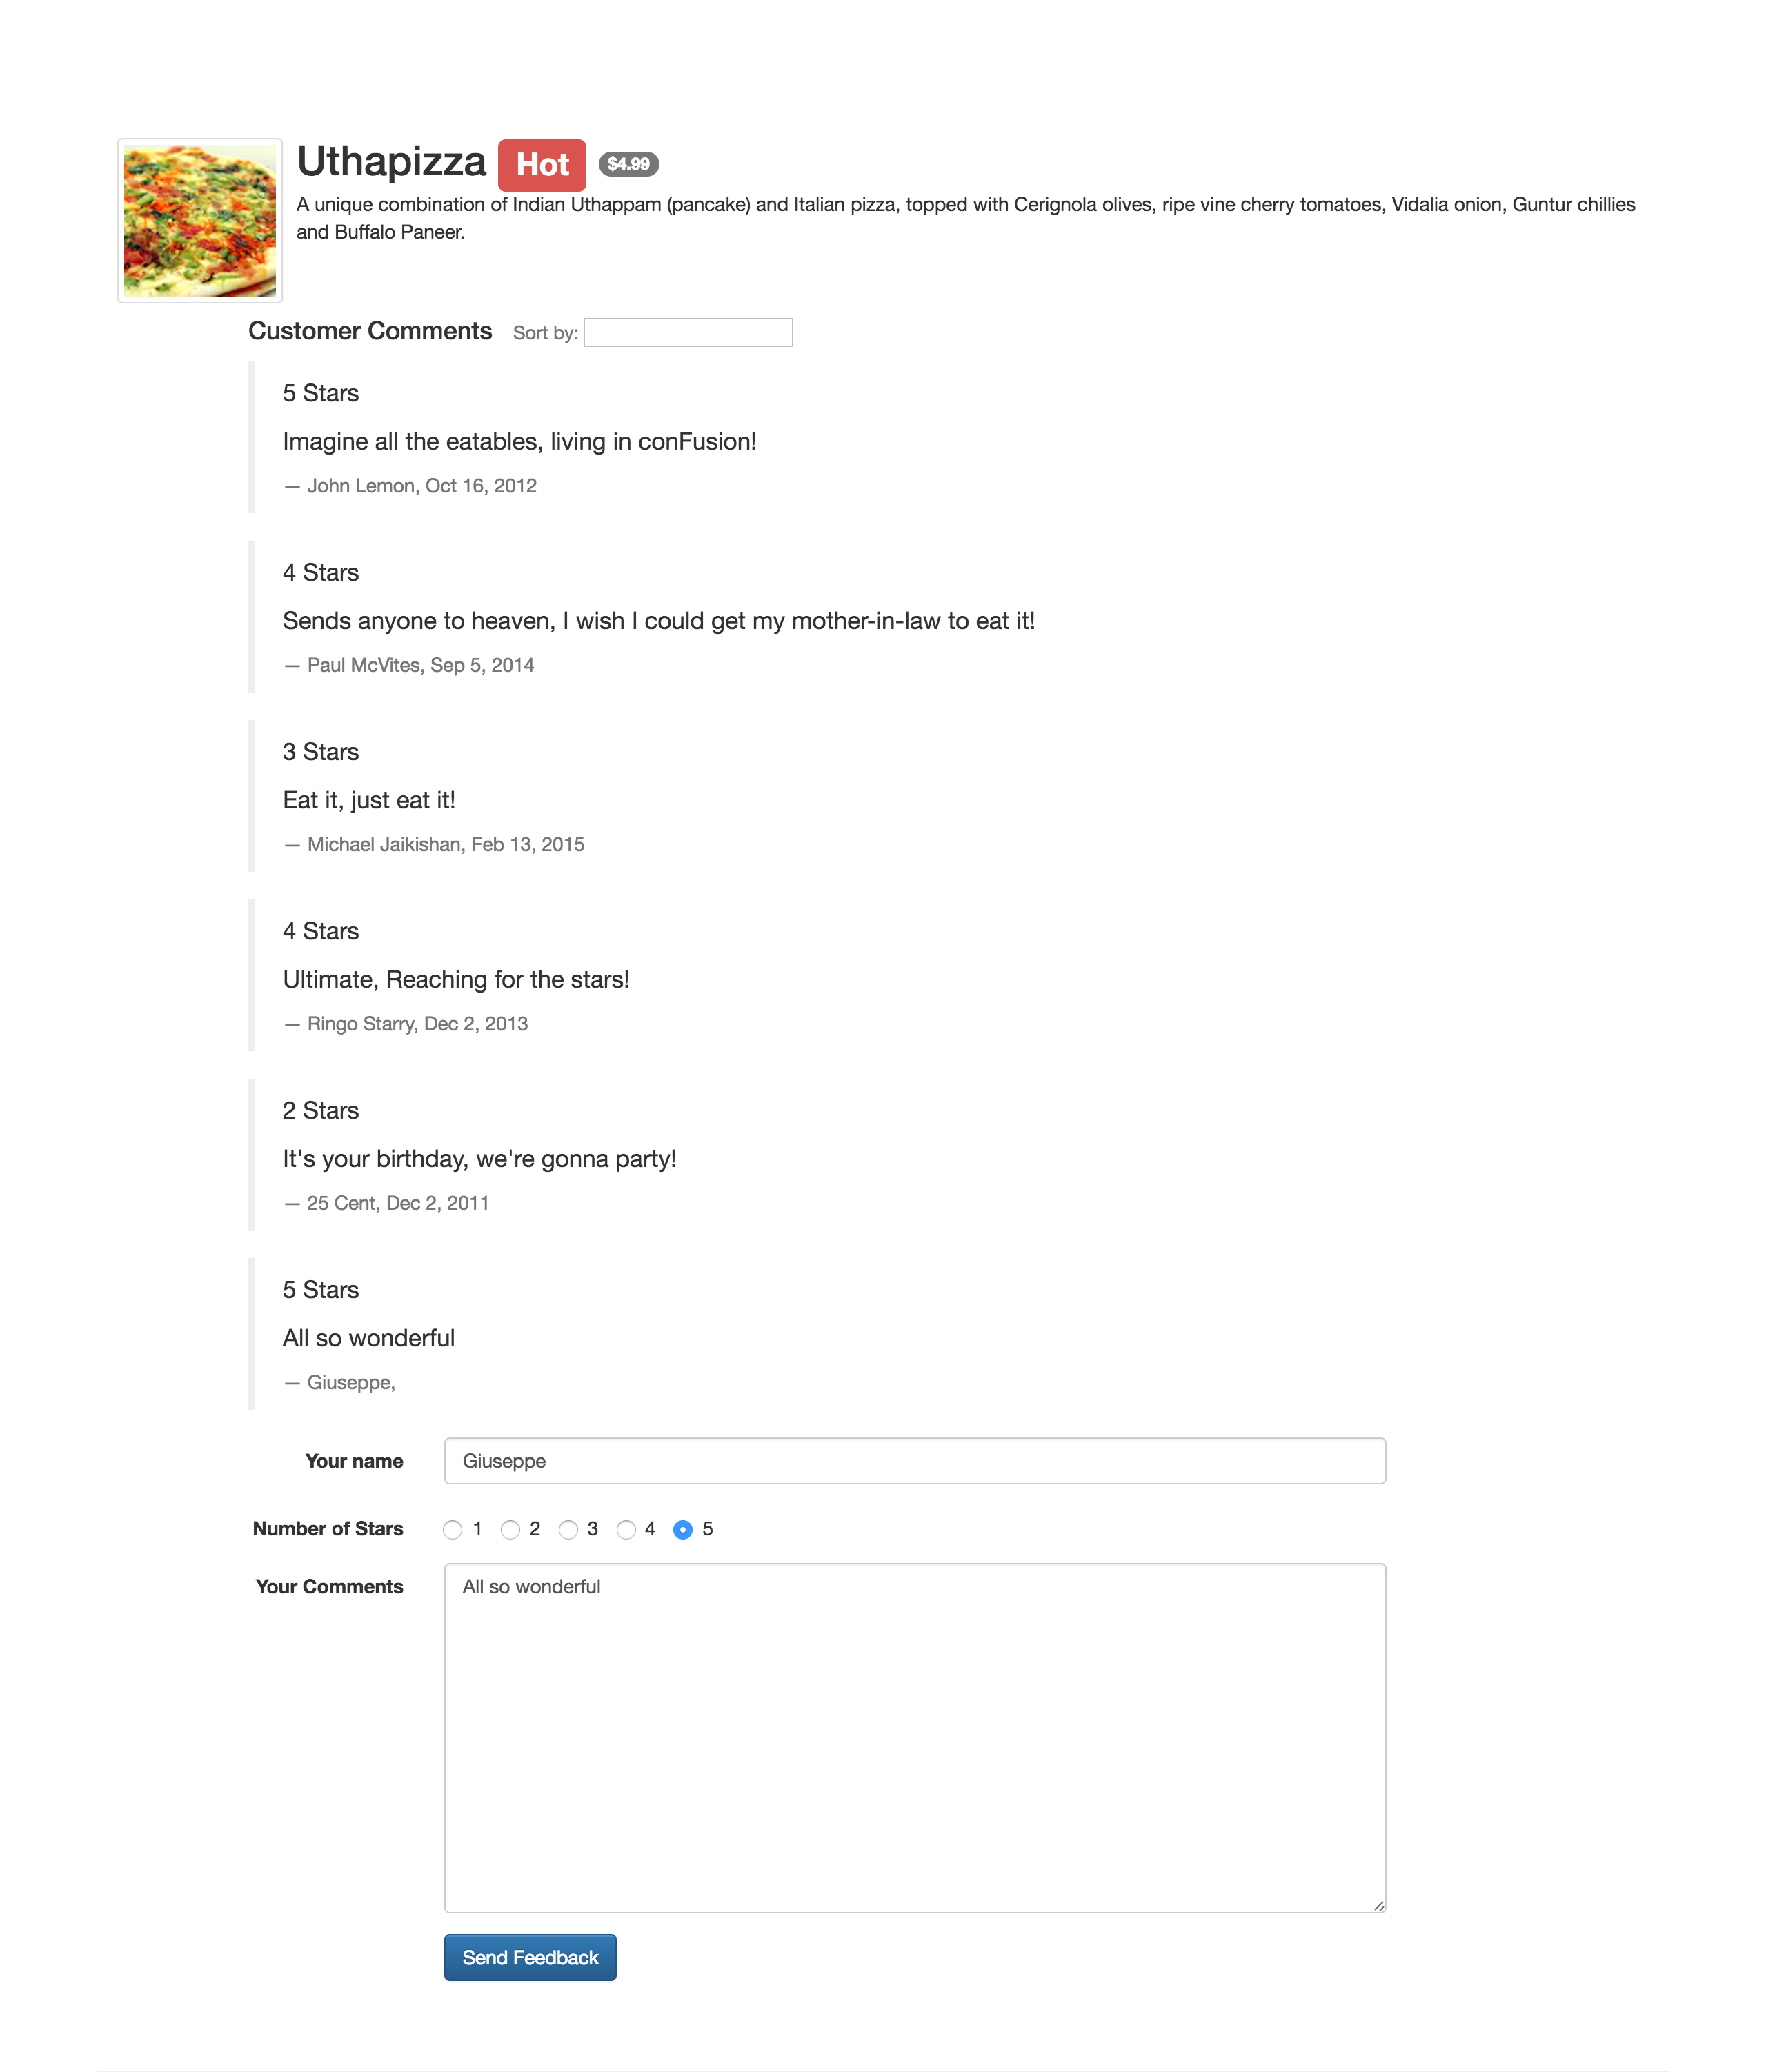 Uthapizza Hot $4.99
A unique combination of Indian Uthappam (pancake) and Italian pizza, topped with Cerignola olives, ripe vine cherry tomatoes, Vidalia onion, Guntur chillies
and Buffalo Paneer.
Customer Comments Sort by:
5 Stars
Imagine all the eatables, living in conFusion!
— John Lemon, Oct 16, 2012
4 Stars
Sends anyone to heaven, I wish I could get my mother-in-law to eat it!
— Paul McVites, Sep 5, 2014
3 Stars
Eat it, just eat it!
— Michael Jaikishan, Feb 13, 2015
4 Stars
Ultimate, Reaching for the stars!
— Ringo Starry, Dec 2, 2013
2 Stars
It's your birthday, we're gonna party!
— 25 Cent, Dec 2, 2011
5 Stars
All so wonderful
— Giuseppe,
Your name Giuseppe
Number of Stars 1 2 3 4 5
Your Comments All so wonderful
Send Feedback